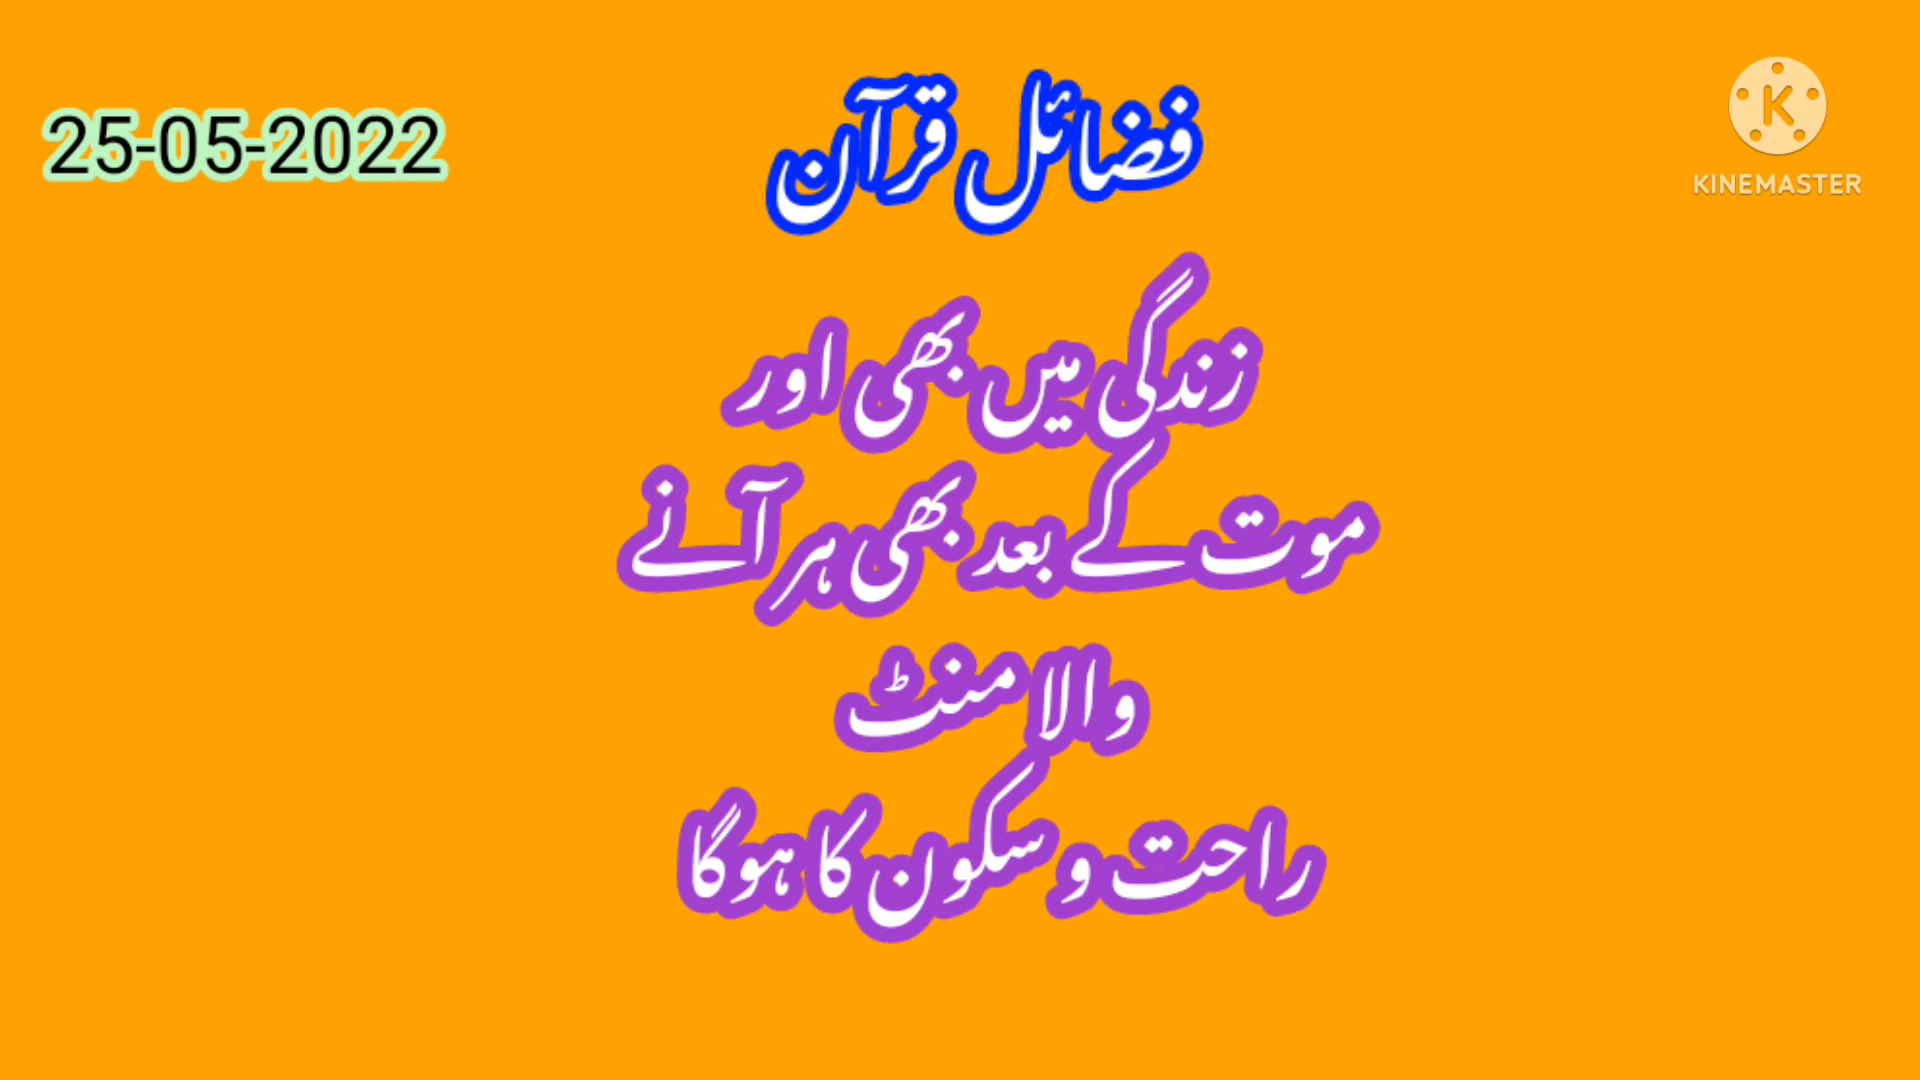 25-05-2022
فضائل قرآن
KINEMASTER
زندگی میں بھی اور
موت کے بعد بھی ہر آنے
والا منٹ
راحت و سکون کا ہوگا